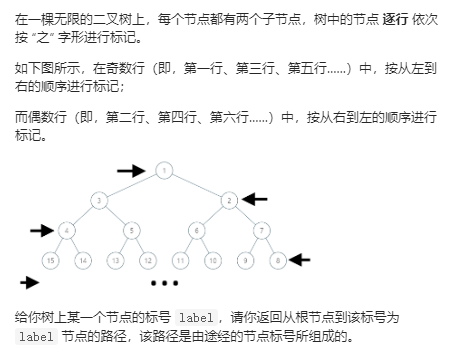 在一棵无限的二叉树上，每个节点都有两个子节点，树中的节点 逐行 依次
按 “之” 字形进行标记。
如下图所示，在奇数行（即，第一行、第三行、第五行……）中，按从左到
右的顺序进行标记；
而偶数行（即，第二行、第四行、第六行……）中，按从右到左的顺序进行
标记。
1
3 2
4 5 6 7
15 14 13 12 11 10 9 8
给你树上某一个节点的标号 label，请你返回从根节点到该标号为
label 节点的路径，该路径是由途经的节点标号所组成的。